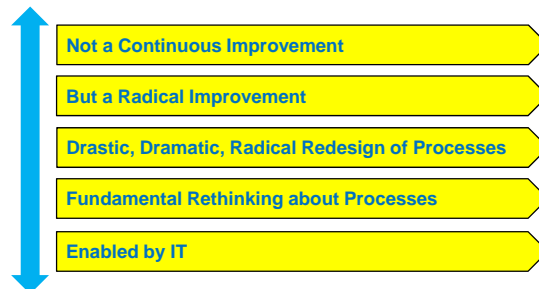 Not a Continuous Improvement
But a Radical Improvement
Drastic, Dramatic, Radical Redesign of Processes
Fundamental Rethinking about Processes
Enabled by IT